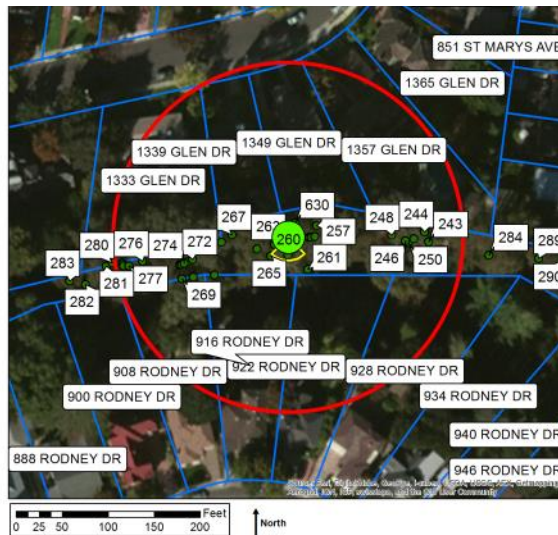 851 ST MARYS AVE
1365 GLEN DR
1349 GLEN DR
1339 GLEN DR
1357 GLEN DR
1333 GLEN DR
630
267
248
244
243
257
260
280
276
274
272
284
289
283
265
261
246
250
281
277
269
282
290
916 RODNEY DR
922 RODNEY DR
908 RODNEY DR
928 RODNEY DR
900 RODNEY DR
934 RODNEY DR
940 RODNEY DR
888 RODNEY DR
946 RODNEY DR
Feet
0 25 50 100 150 200
North